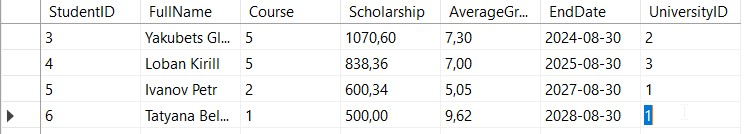 StudentID FullName Course Scholarship AverageGr... EndDate UniversityID
3 Yakubets Gl... 5 1070,60 7,30 2024-08-30 2
4 Loban Kirill 5 838,36 7,00 2025-08-30 3
5 Ivanov Petr 2 600,34 5,05 2027-08-30 1
6 Tatyana Bel... 1 500,00 9,62 2028-08-30 1